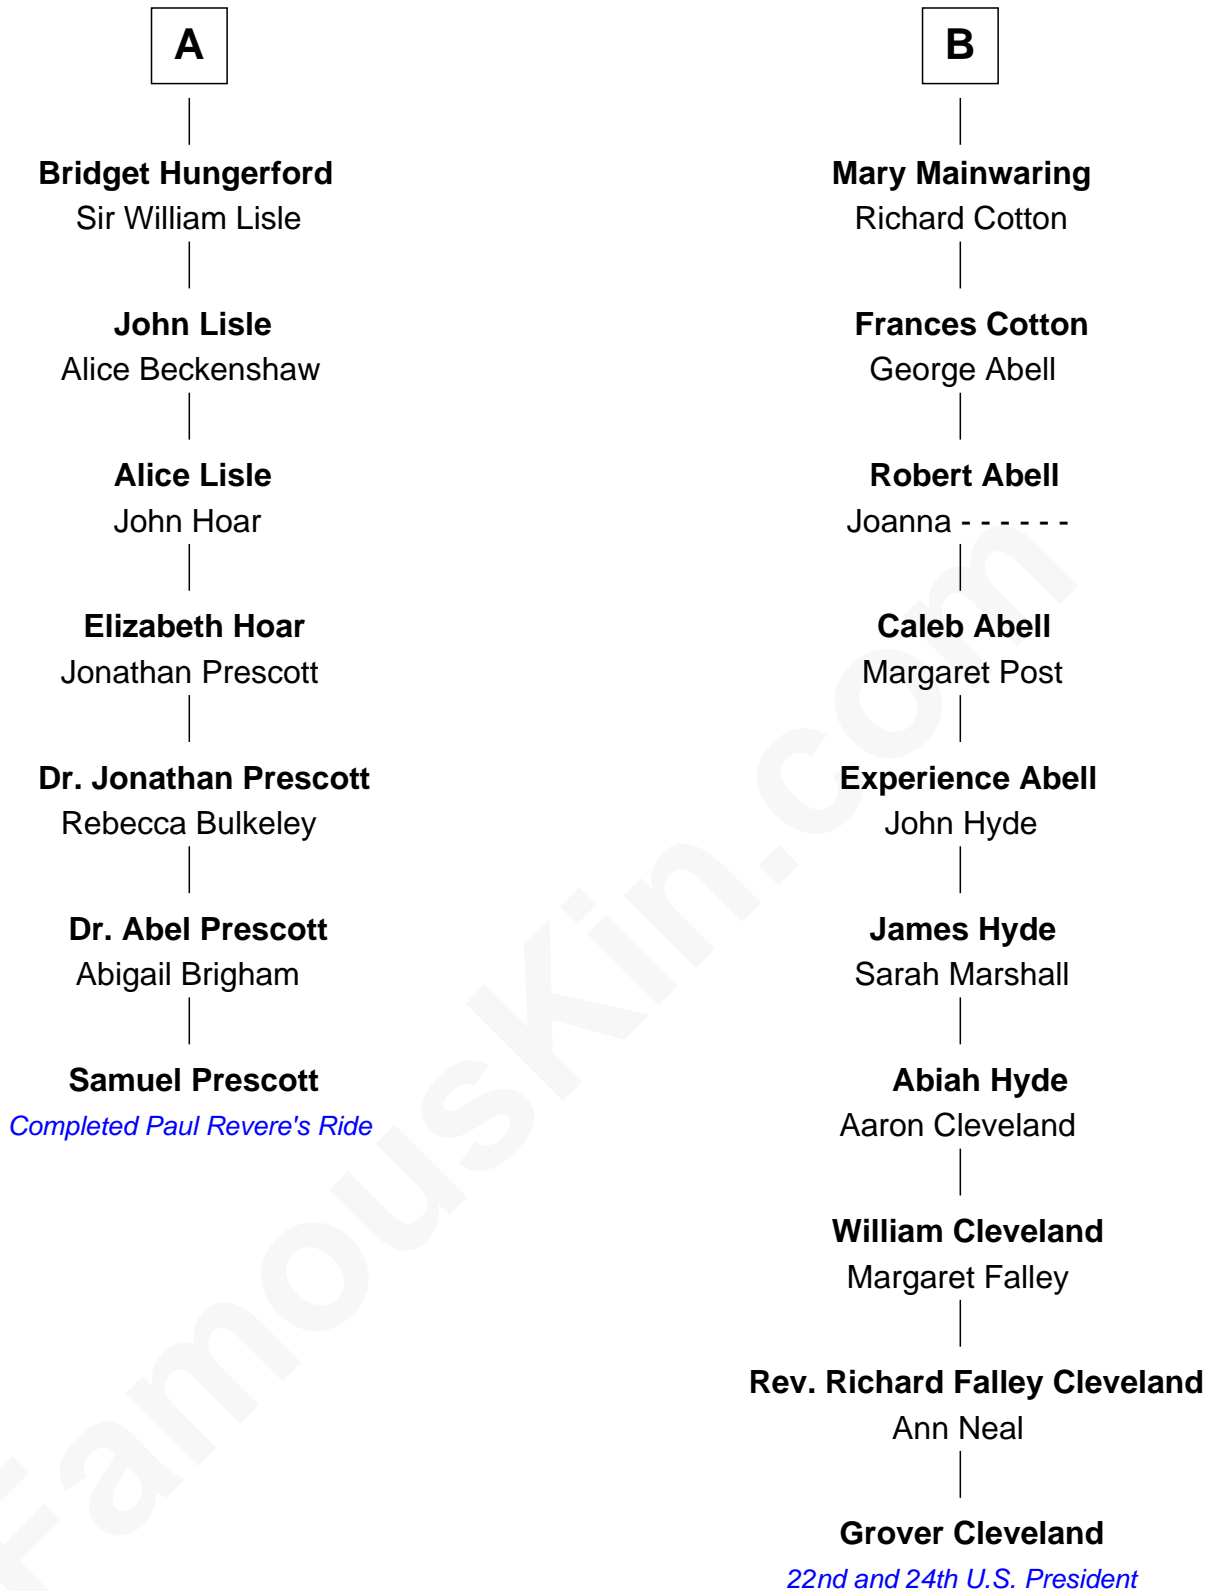 A
Bridget Hungerford
Sir William Lisle
John Lisle
Alice Beckenshaw
Alice Lisle
John Hoar
Elizabeth Hoar
Jonathan Prescott
Dr. Jonathan Prescott
Rebecca Bulkeley
Dr. Abel Prescott
Abigail Brigham
Samuel Prescott
Completed Paul Revere's Ride
B
Mary Mainwaring
Richard Cotton
Frances Cotton
George Abell
Robert Abell
Joanna - - - - - -
Caleb Abell
Margaret Post
Experience Abell
John Hyde
James Hyde
Sarah Marshall
Abiah Hyde
Aaron Cleveland
William Cleveland
Margaret Falley
Rev. Richard Falley Cleveland
Ann Neal
Grover Cleveland
22nd and 24th U.S. President
FamousKin.com